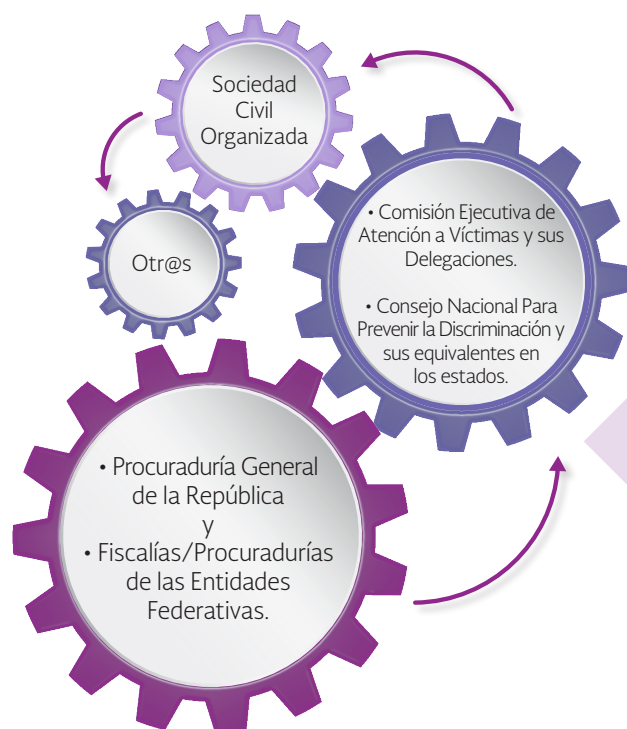 Sociedad
Civil
Organizada
Otr@s
• Comisión Ejecutiva de
Atención a Víctimas y sus
Delegaciones.
• Consejo Nacional Para
Prevenir la Discriminación y
sus equivalentes en
los estados.
• Procuraduría General
de la República
y
• Fiscalías/Procuradurías
de las Entidades
Federativas.